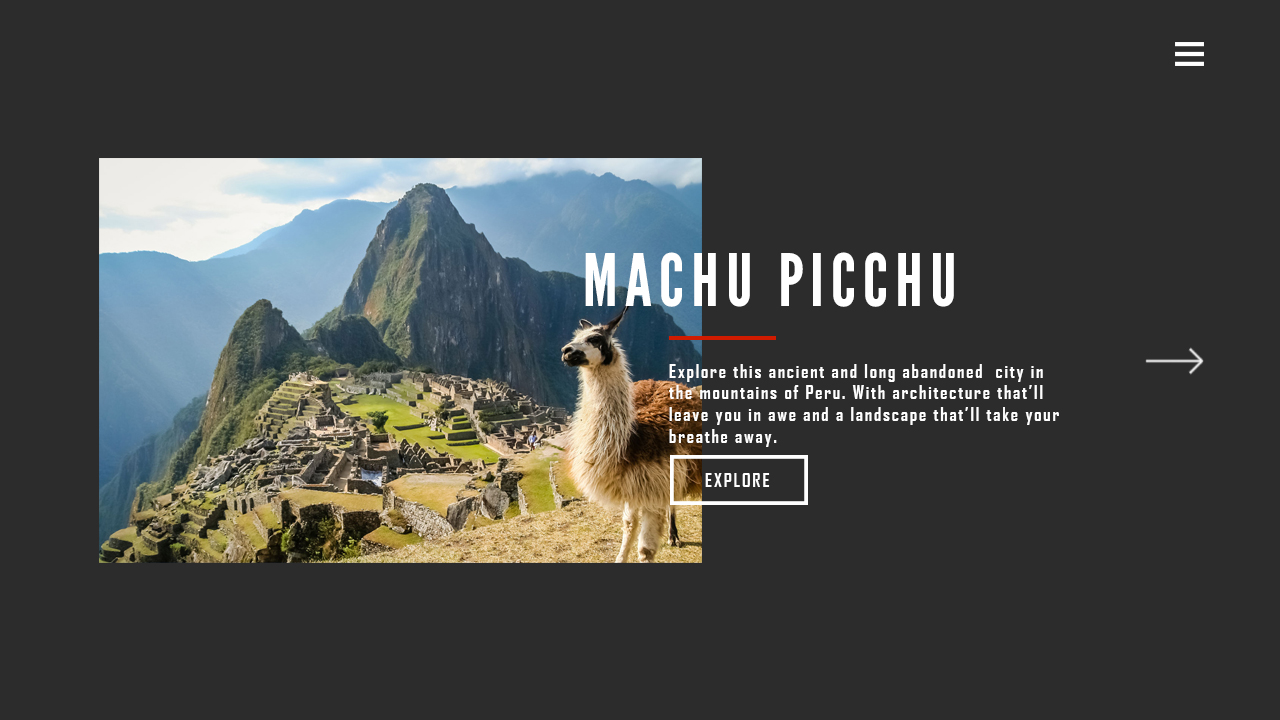 MACHU PICCHU
Explore this ancient and long abandoned  city in
the mountains of Peru. With architecture that'll
leave you in awe and a landscape that'll take your
breathe away.
EXPLORE